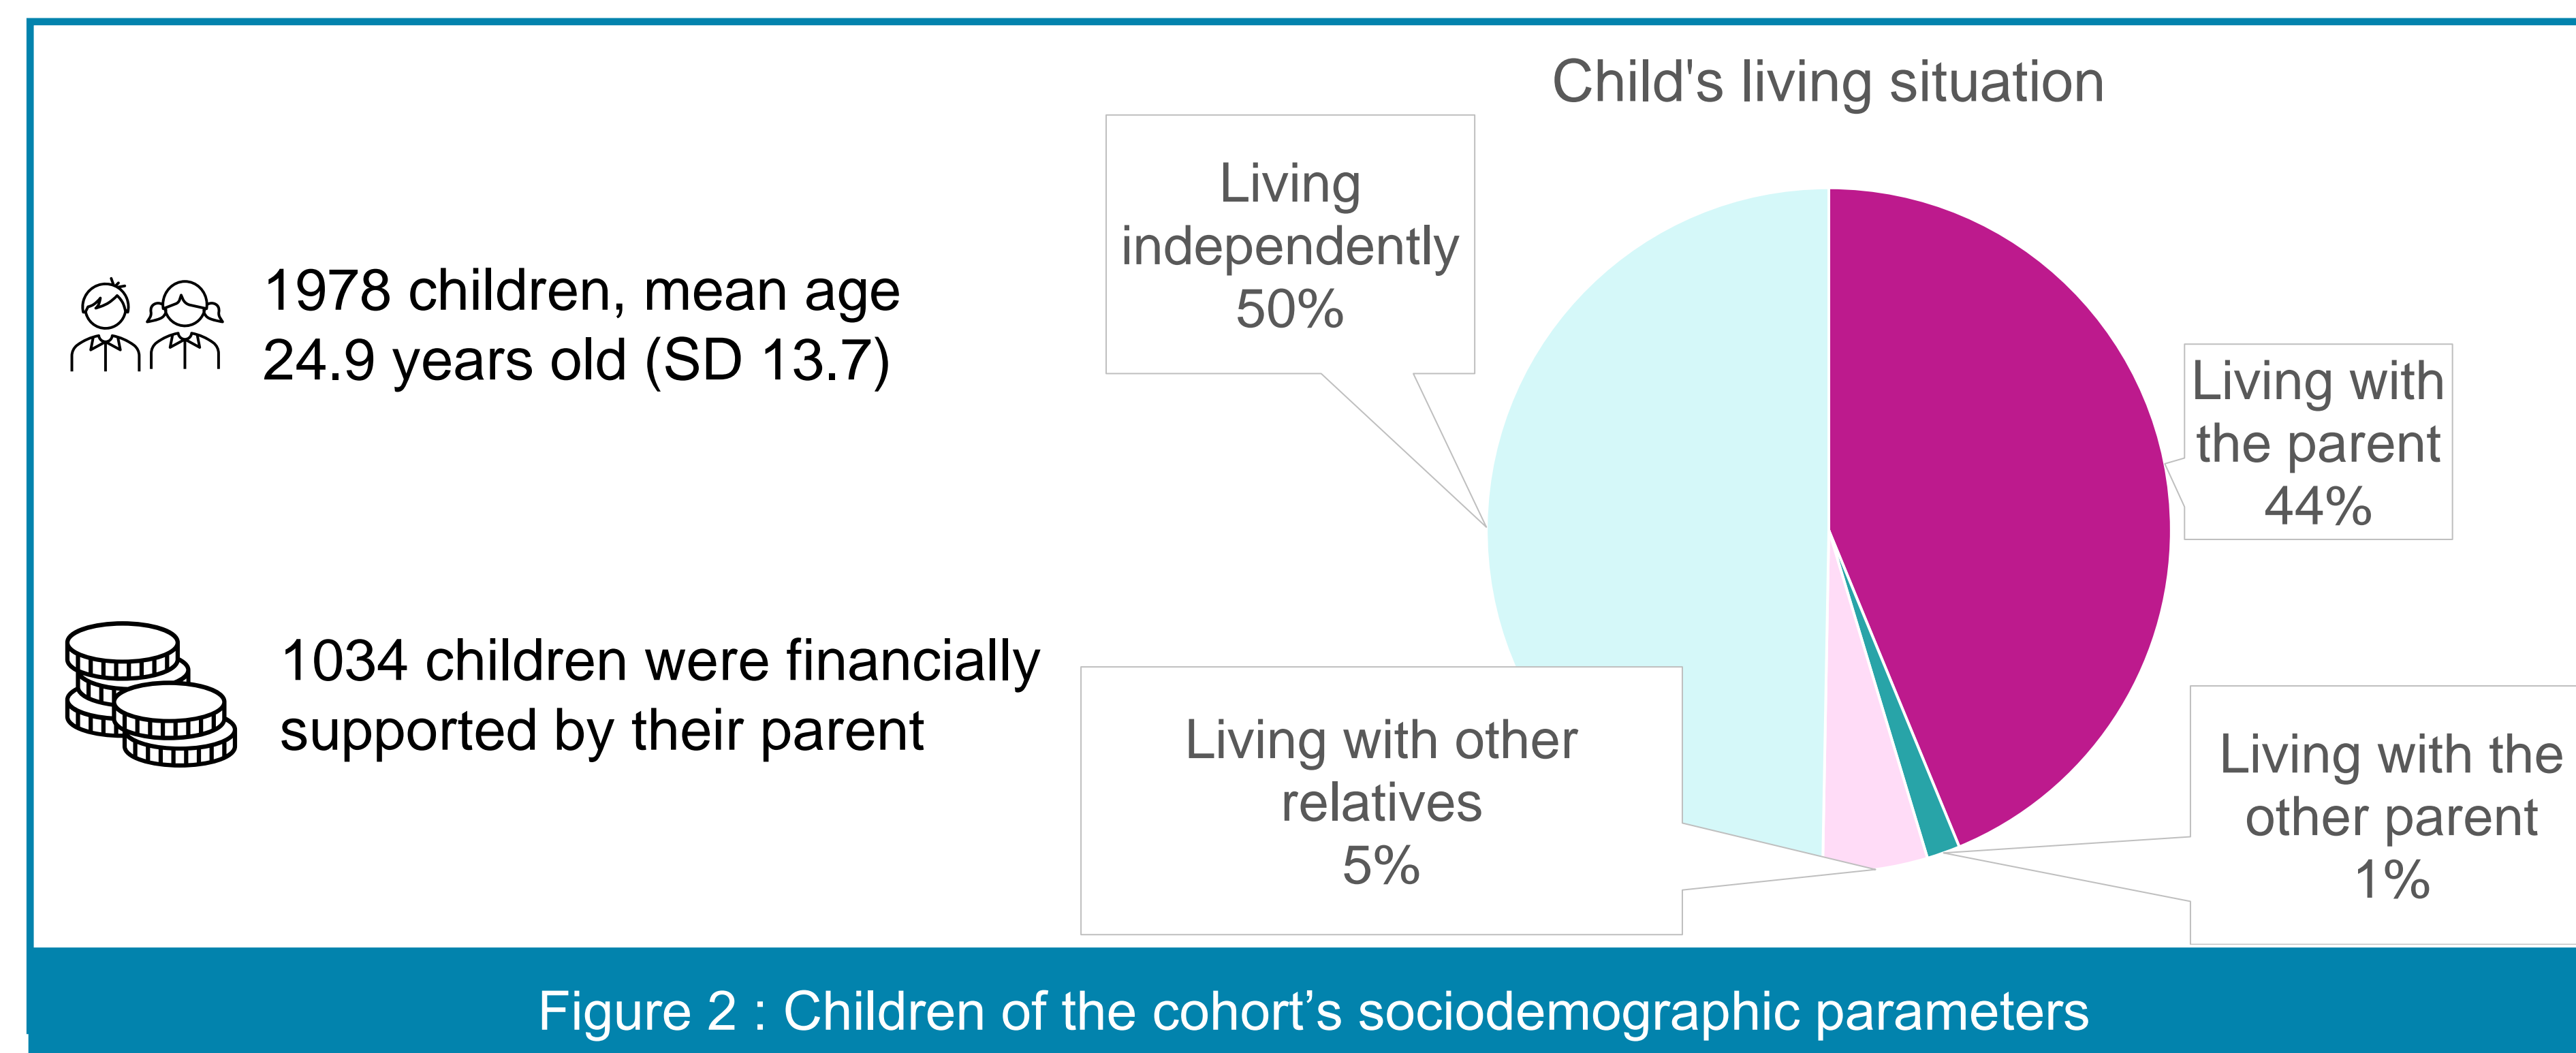 1978 children, mean age
24.9 years old (SD 13.7)
1034 children were financially
supported by their parent
Child's living situation
Living
independently
50%
Living with
the parent
44%
Living with other
relatives
5%
Living with the
other parent
1%
Figure 2 : Children of the cohort’s sociodemographic parameters